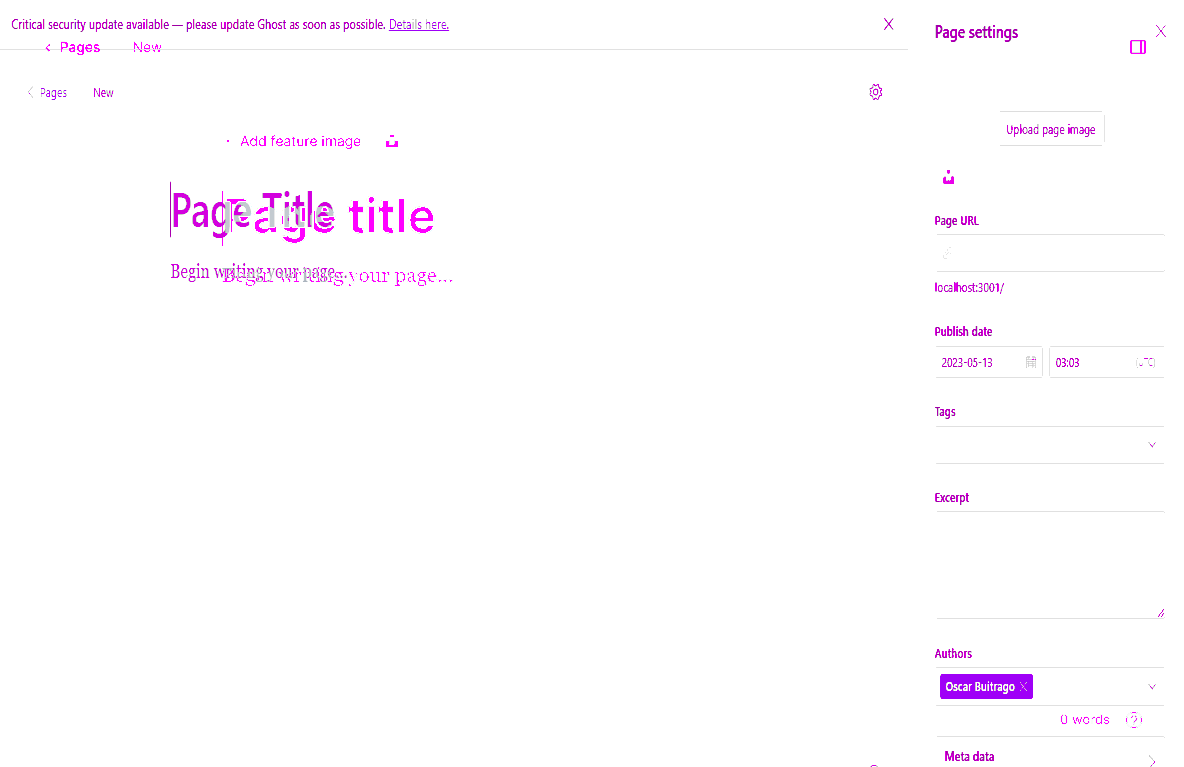 Critical security update available — please update Ghost as soon as possible. Details here.
Pages New
Pages New
Add feature image
Page Title
Page title
Begin writing your page...
Begin writing your page...
Page settings
Upload page image
Page URL
localhost:3001/
Publish date
2023-05-13 03:03 UTC
Tags
Excerpt
Authors
Oscar Buitrago
0 words
Meta data